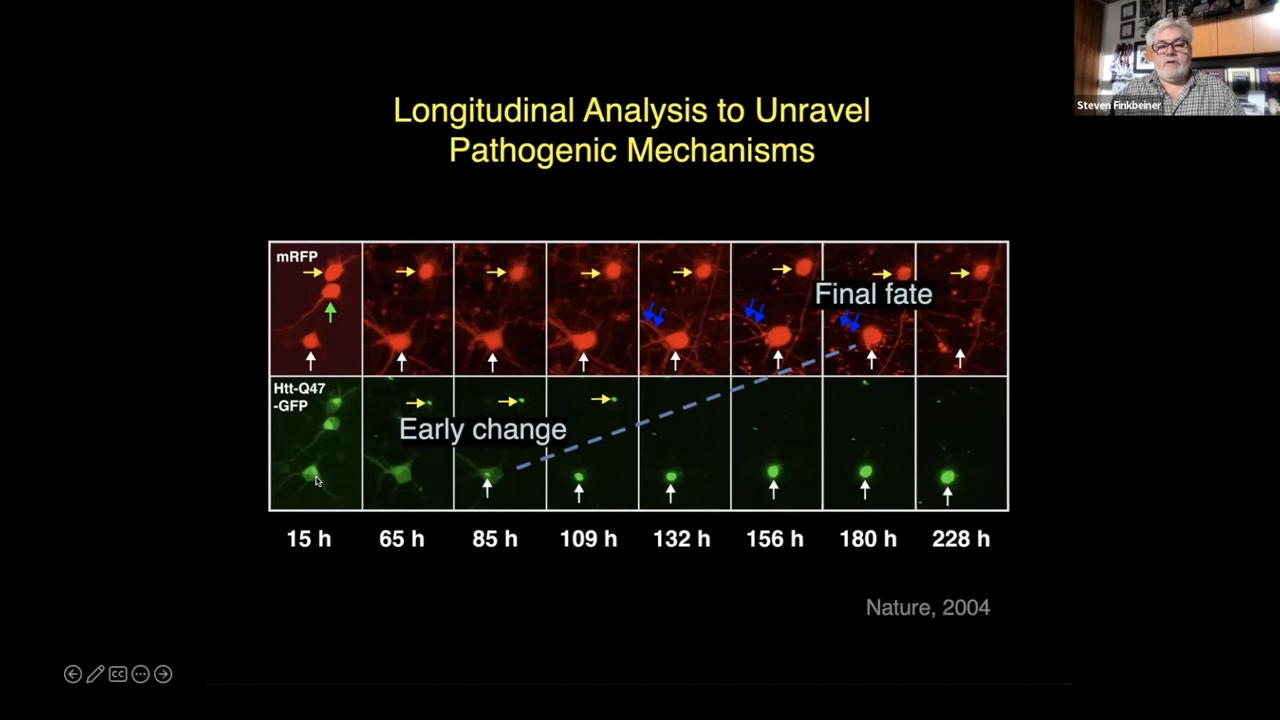 Steven Finkbeiner
Longitudinal Analysis to Unravel
Pathogenic Mechanisms
mRFP
Final fate
Htt-Q47
-GFP
Early change
15 h 65 h 85 h 109 h 132 h 156 h 180 h 228 h
Nature, 2004
CC